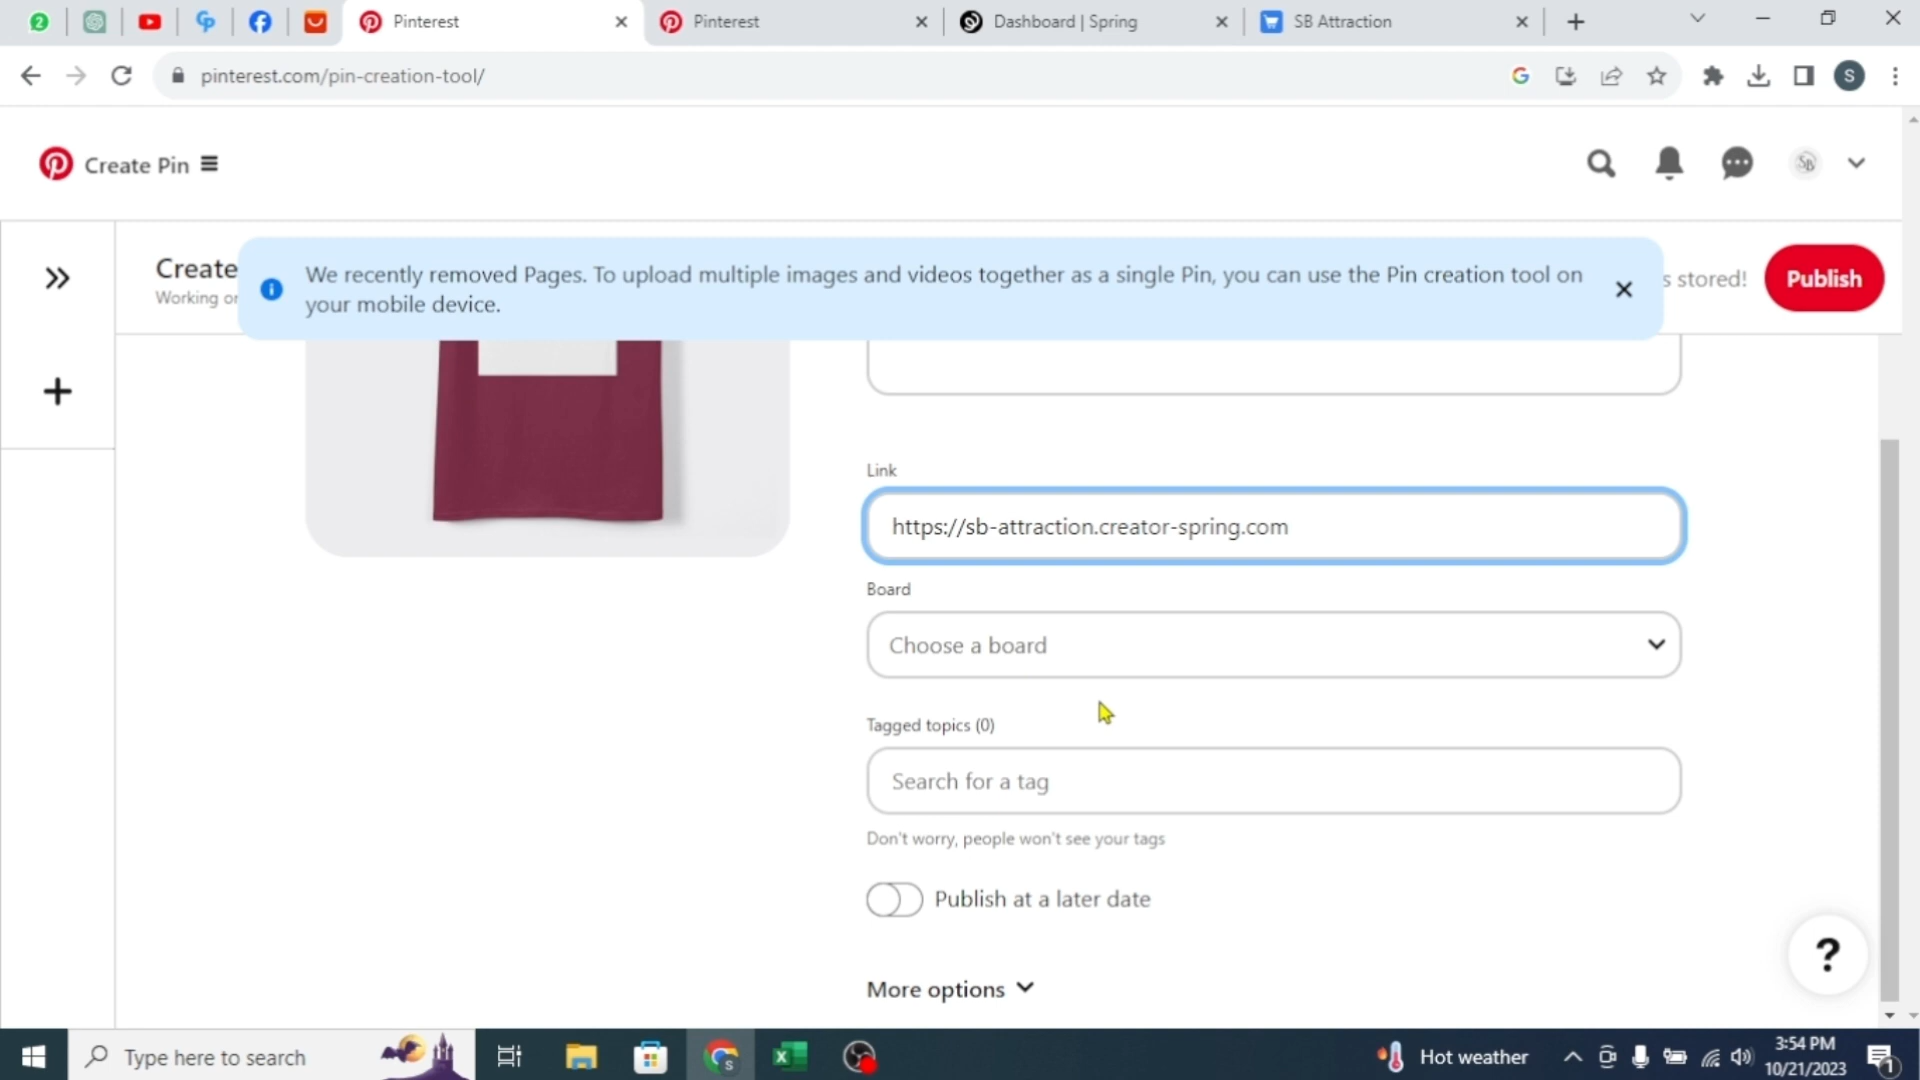 2
Pinterest
Pinterest
Dashboard | Spring
SB Attraction
pinterest.com/pin-creation-tool/
S
Create Pin
SB
Create
Working on
We recently removed Pages. To upload multiple images and videos together as a single Pin, you can use the Pin creation tool on
your mobile device.
s stored!
Publish
Link
https://sb-attraction.creator-spring.com
Board
Choose a board
Tagged topics (0)
Search for a tag
Don't worry, people won't see your tags
Publish at a later date
?
More options
Type here to search
Hot weather
3:54 PM
10/21/2023
1